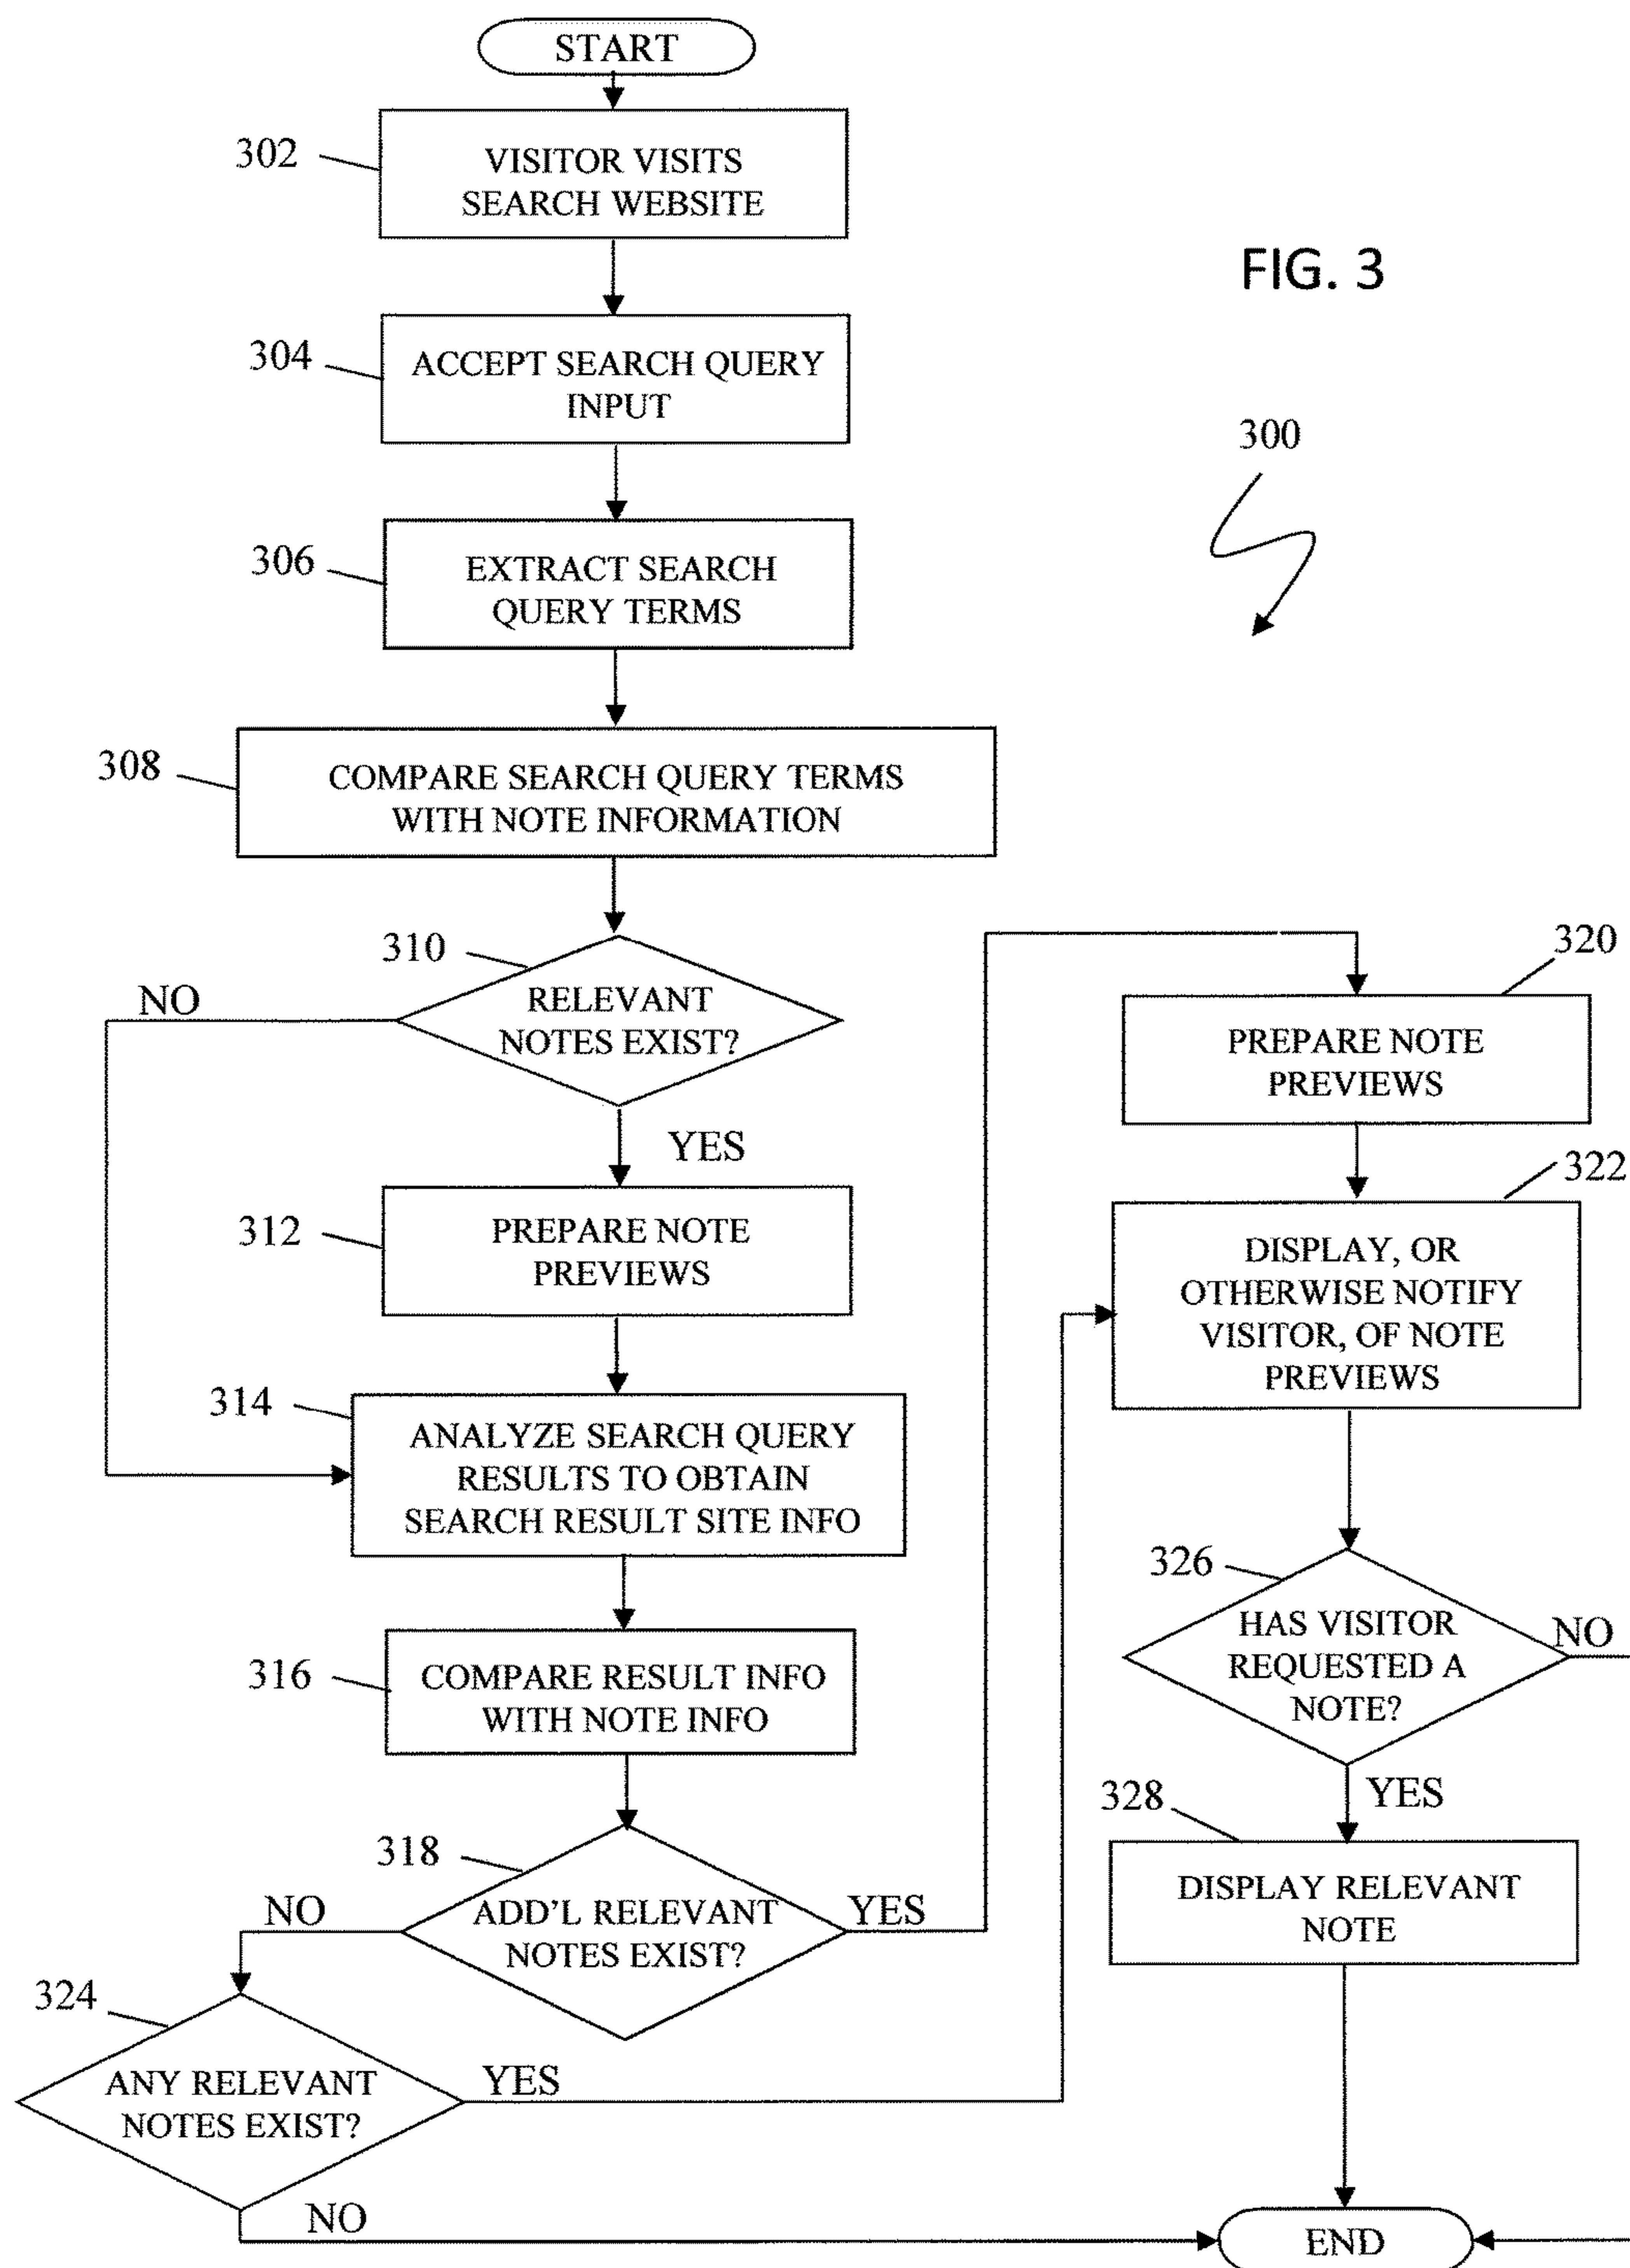 START
302
VISITOR VISITS
SEARCH WEBSITE
FIG. 3
304
ACCEPT SEARCH QUERY
INPUT
300
306
EXTRACT SEARCH
QUERY TERMS
308
COMPARE SEARCH QUERY TERMS
WITH NOTE INFORMATION
310
RELEVANT
NOTES EXIST?
NO
YES
312
PREPARE NOTE
PREVIEWS
314
ANALYZE SEARCH QUERY
RESULTS TO OBTAIN
SEARCH RESULT SITE INFO
316
COMPARE RESULT INFO
WITH NOTE INFO
318
ADD'L RELEVANT
NOTES EXIST?
NO
YES
324
ANY RELEVANT
NOTES EXIST?
YES
NO
320
PREPARE NOTE
PREVIEWS
322
DISPLAY, OR
OTHERWISE NOTIFY
VISITOR, OF NOTE
PREVIEWS
326
HAS VISITOR
REQUESTED A
NOTE?
NO
YES
328
DISPLAY RELEVANT
NOTE
END